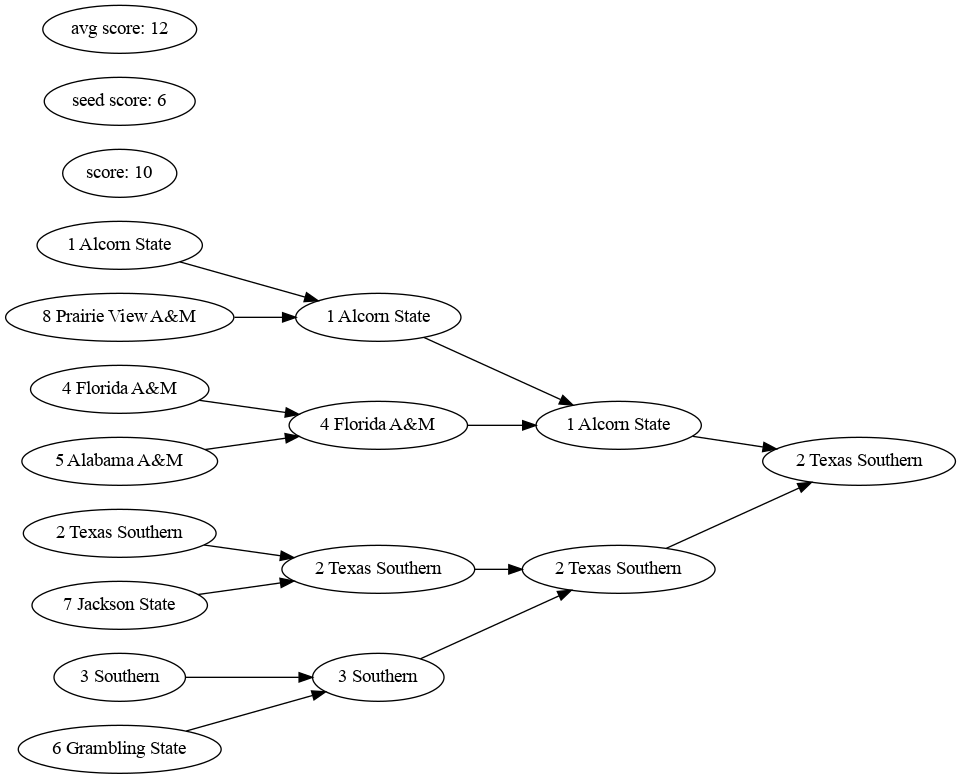 avg score: 12
seed score: 6
score: 10
1 Alcorn State
8 Prairie View A&M
1 Alcorn State
4 Florida A&M
5 Alabama A&M
4 Florida A&M
1 Alcorn State
2 Texas Southern
2 Texas Southern
7 Jackson State
2 Texas Southern
2 Texas Southern
3 Southern
6 Grambling State
3 Southern